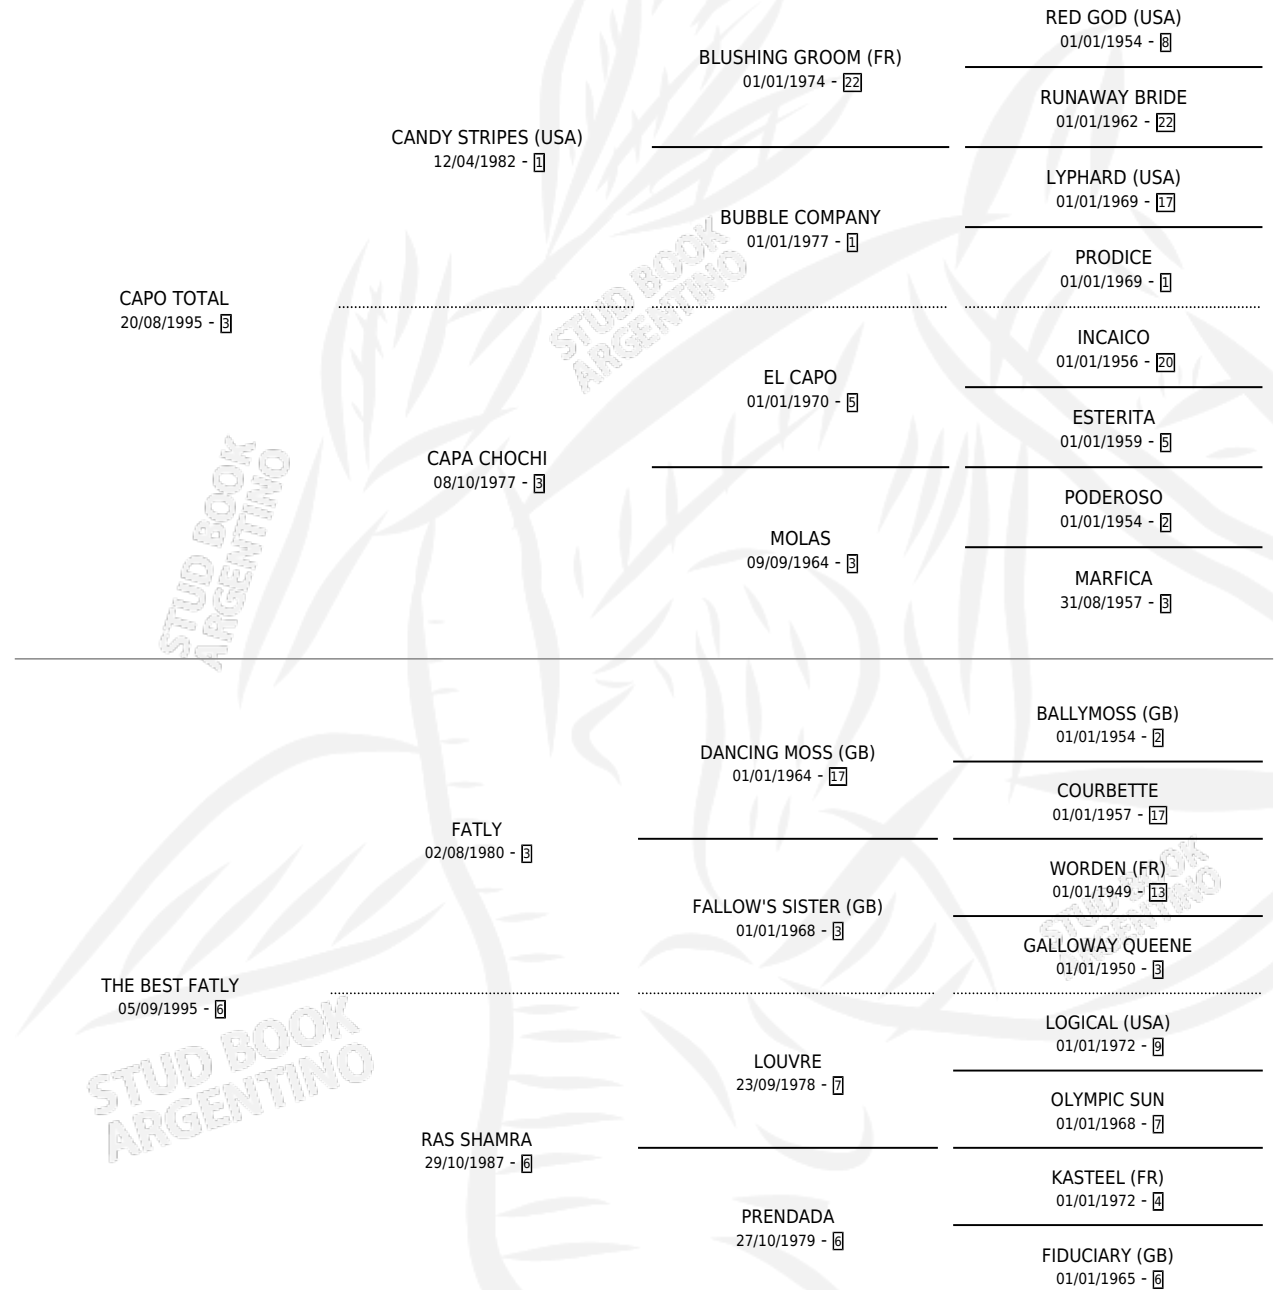 RED GOD (USA)
01/01/1954 - 8
BLUSHING GROOM (FR)
01/01/1974 - 22
RUNAWAY BRIDE
01/01/1962 - 22
CANDY STRIPES (USA)
12/04/1982 - 1
LYPHARD (USA)
01/01/1969 - 17
BUBBLE COMPANY
01/01/1977 - 1
PRODICE
01/01/1969 - 1
CAPO TOTAL
20/08/1995 - 3
INCAICO
01/01/1956 - 20
EL CAPO
01/01/1970 - 5
ESTERITA
01/01/1959 - 5
CAPA CHOCHI
08/10/1977 - 3
PODEROSO
01/01/1954 - 2
MOLAS
09/09/1964 - 3
MARFICA
31/08/1957 - 3
STUD BOOK
ARGENTINO
STUD BOOK
ARGENTINO
BALLYMOSS (GB)
01/01/1954 - 2
DANCING MOSS (GB)
01/01/1964 - 17
COURBETTE
01/01/1957 - 17
FATLY
02/08/1980 - 3
WORDEN (FR)
01/01/1949 - 13
FALLOW'S SISTER (GB)
01/01/1968 - 3
GALLOWAY QUEENE
01/01/1950 - 3
THE BEST FATLY
05/09/1995 - 6
LOGICAL (USA)
01/01/1972 - 9
LOUVRE
23/09/1978 - 7
OLYMPIC SUN
01/01/1968 - 7
RAS SHAMRA
29/10/1987 - 6
KASTEEL (FR)
01/01/1972 - 4
PRENDADA
27/10/1979 - 6
FIDUCIARY (GB)
01/01/1965 - 6
STUD BOOK
ARGENTINO
STUD BOOK
ARGENTINO